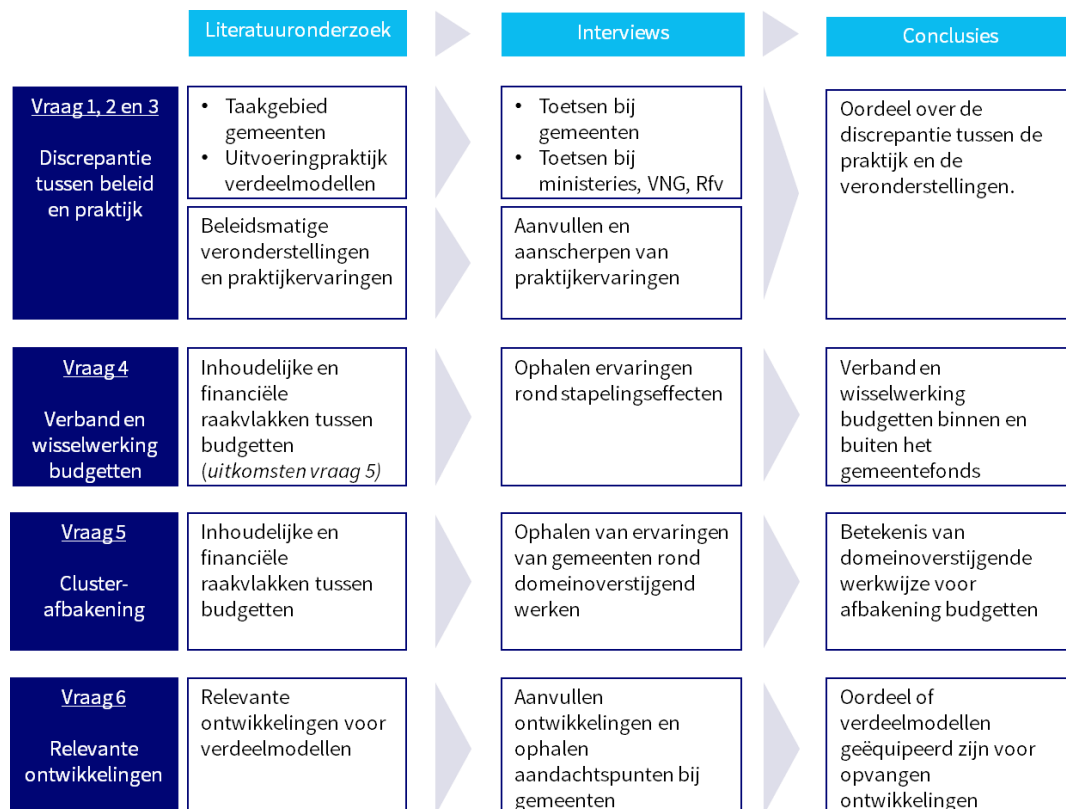 Literatuuronderzoek
Interviews
Conclusies
Vraag 1, 2 en 3
Discrepantie
tussen beleid
en praktijk
• Taakgebied
gemeenten
• Uitvoeringpraktijk
verdeelmodellen
• Toetsen bij
gemeenten
• Toetsen bij
ministeries, VNG, Rfv
Oordeel over de
discrepantie tussen de
praktijk en de
veronderstellingen.
Beleidsmatige
veronderstellingen
en praktijkervaringen
Aanvullen en
aanscherpen van
praktijkervaringen
Vraag 4
Verband en
wisselwerking
budgetten
Inhoudelijke en
financiële
raakvlakken tussen
budgetten
(uitkomsten vraag 5)
Ophalen ervaringen
rond stapelingseffecten
Verband en
wisselwerking
budgetten binnen en
buiten het
gemeentefonds
Vraag 5
Cluster-
afbakening
Inhoudelijke en
financiële
raakvlakken tussen
budgetten
Ophalen van ervaringen
van gemeenten rond
domeinoverstijgend
werken
Betekenis van
domeinoverstijgende
werkwijze voor
afbakening budgetten
Vraag 6
Relevante
ontwikkelingen
Relevante
ontwikkelingen voor
verdeelmodellen
Aanvullen
ontwikkelingen en
ophalen
aandachtspunten bij
gemeenten
Oordeel of
verdeelmodellen
geëquipeerd zijn voor
opvangen
ontwikkelingen